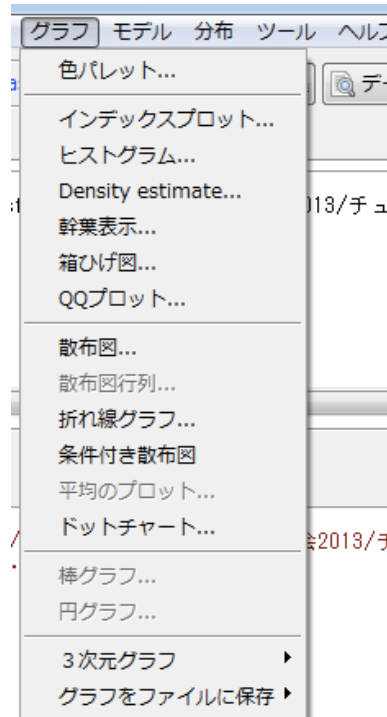 グラフ モデル 分布 ツール ヘルプ
色パレット...
デー
インデックスプロット...
ヒストグラム...
Density estimate...
13/チュ
幹葉表示...
箱ひげ図...
QQプロット...
散布図...
散布図行列...
折れ線グラフ...
条件付き散布図
平均のプロット...
ドットチャート...
会2013/チ
棒グラフ...
円グラフ...
3次元グラフ
グラフをファイルに保存